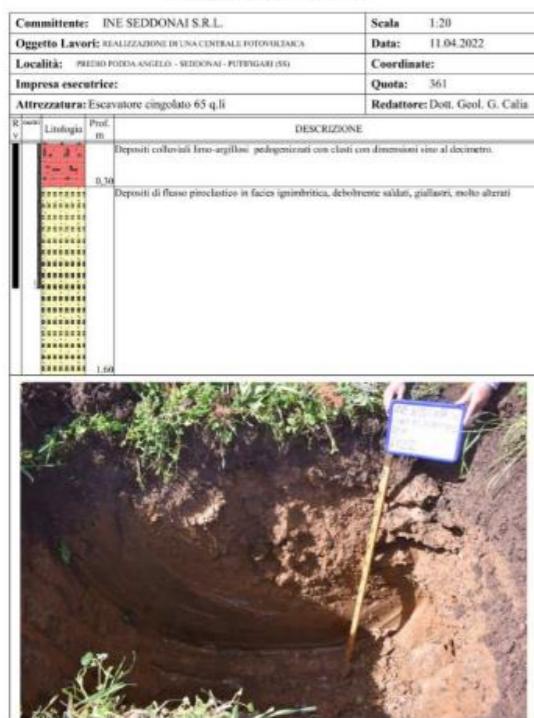 Committente: INE SEDDONAI S.R.L. Scala 1:20
Oggetto Lavori: REALIZZAZIONE DI UNA CENTRALE FOTOVOLTAICA Data: 11.04.2022
Località: PREDIO PODDA ANGELO - SEDDONAI - PUTIFIGARI (SS) Coordinate:
Impresa esecutrice: Quota: 361
Attrezzatura: Escavatore cingolato 65 q.li Redattore: Dott. Geol. G. Calia
R v metri Litologia Prof. m DESCRIZIONE
Depositi colluviali limo-argillosi pedogenizzati con clasti con dimensioni sino al decimetro.
0,30
Depositi di flusso piroclastico in facies ignimbritica, debolmente saldati, giallastri, molto alterati
1.60